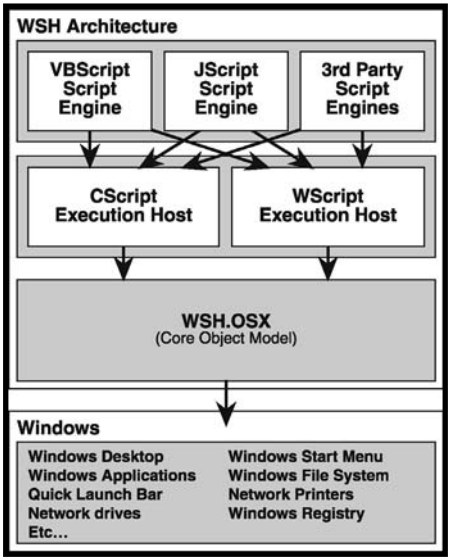 WSH Architecture
VBScript
Script
Engine
JScript
Script
Engine
3rd Party
Script
Engines
CScript
Execution Host
WScript
Execution Host
WSH.OSX
(Core Object Model)
Windows
Windows Desktop
Windows Applications
Quick Launch Bar
Network drives
Etc...
Windows Start Menu
Windows File System
Network Printers
Windows Registry